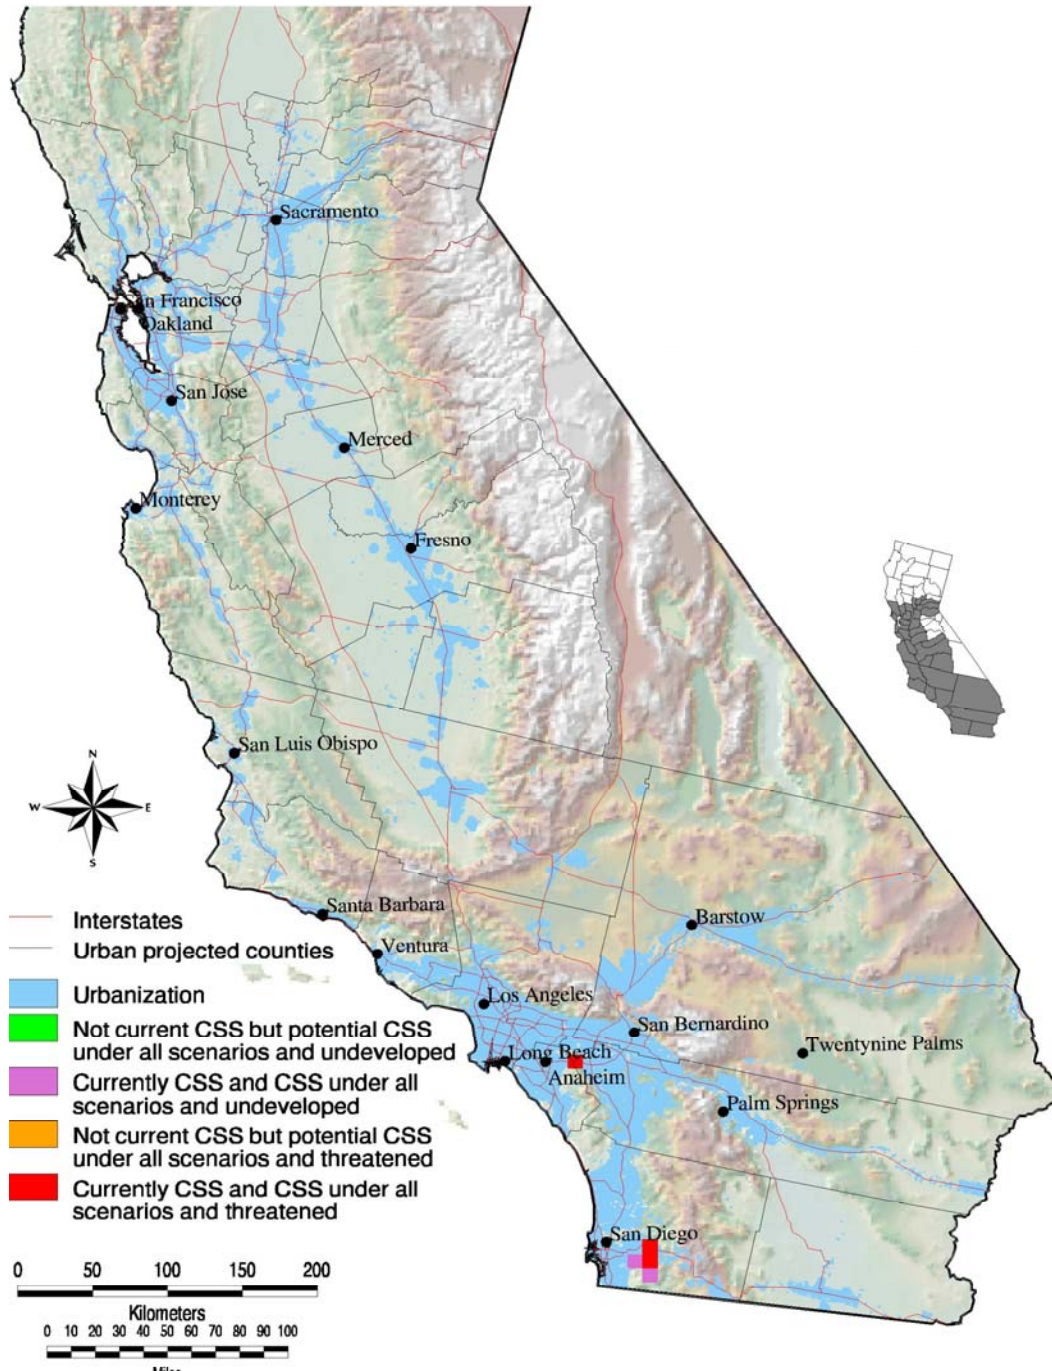 Sacramento
San Francisco
Oakland
San Jose
Merced
Monterey
Fresno
San Luis Obispo
N
W
E
S
Santa Barbara
Barstow
Ventura
Los Angeles
San Bernardino
Long Beach
Twentynine Palms
Anaheim
Palm Springs
San Diego
Interstates
Urban projected counties
Urbanization
Not current CSS but potential CSS
under all scenarios and undeveloped
Currently CSS and CSS under all
scenarios and undeveloped
Not current CSS but potential CSS
under all scenarios and threatened
Currently CSS and CSS under all
scenarios and threatened
0 50 100 150 200
Kilometers
0 10 20 30 40 50 60 70 80 90 100
Miles